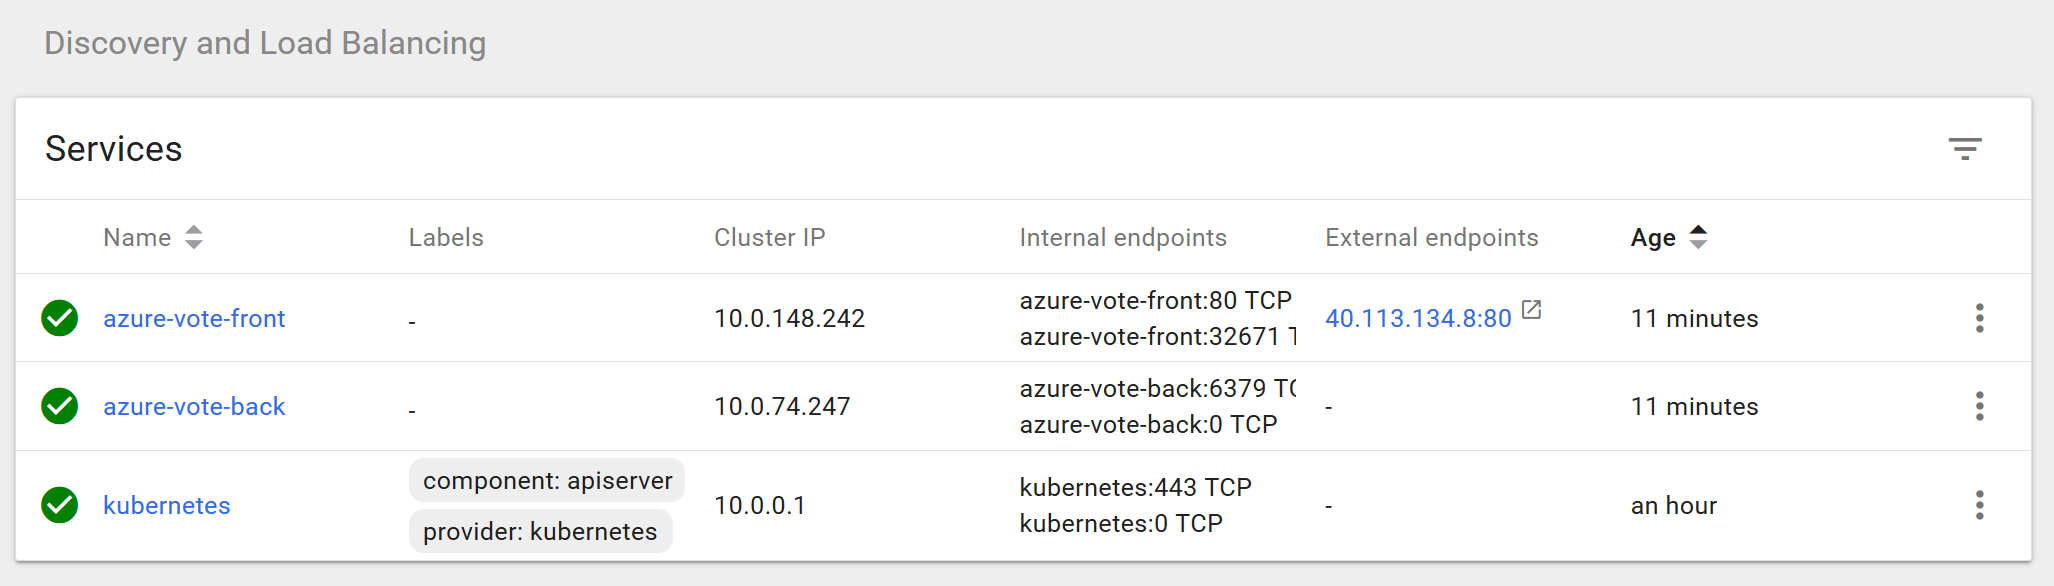 Discovery and Load Balancing
Services
Name Labels Cluster IP Internal endpoints External endpoints Age
azure-vote-front - 10.0.148.242 azure-vote-front:80 TCP 40.113.134.8:80 11 minutes
azure-vote-front:32671
azure-vote-back - 10.0.74.247 azure-vote-back:6379 - 11 minutes
azure-vote-back:0 TCP
kubernetes component: apiserver 10.0.0.1 kubernetes:443 TCP - an hour
provider: kubernetes kubernetes:0 TCP